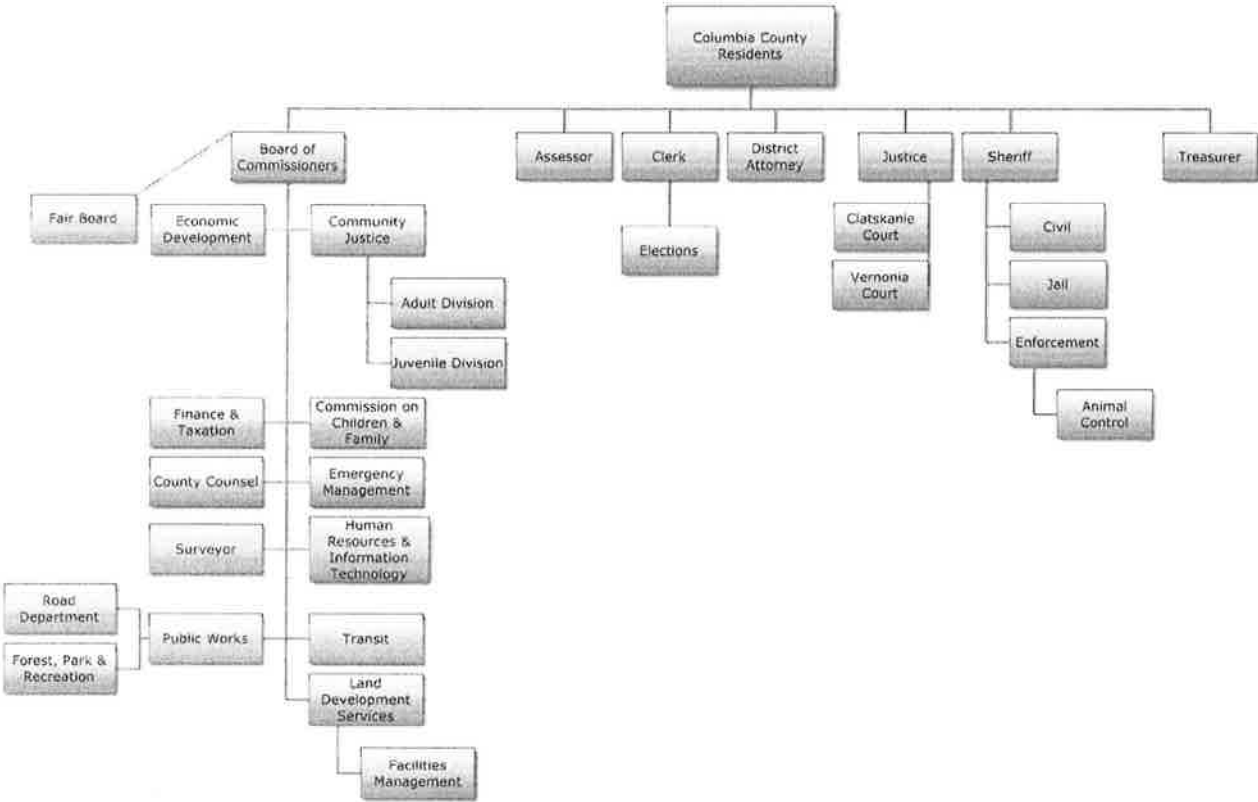 Columbia County
Residents
Board of
Commissioners
Assessor
Clerk
District
Attorney
Justice
Sheriff
Treasurer
Fair Board
Economic
Development
Community
Justice
Elections
Clatskanie
Court
Civil
Vernonia
Court
Jail
Adult Division
Juvenile Division
Enforcement
Animal
Control
Finance &
Taxation
Commission on
Children &
Family
County Counsel
Emergency
Management
Surveyor
Human
Resources &
Information
Technology
Road
Department
Public Works
Transit
Forest, Park &
Recreation
Land
Development
Services
Facilities
Management